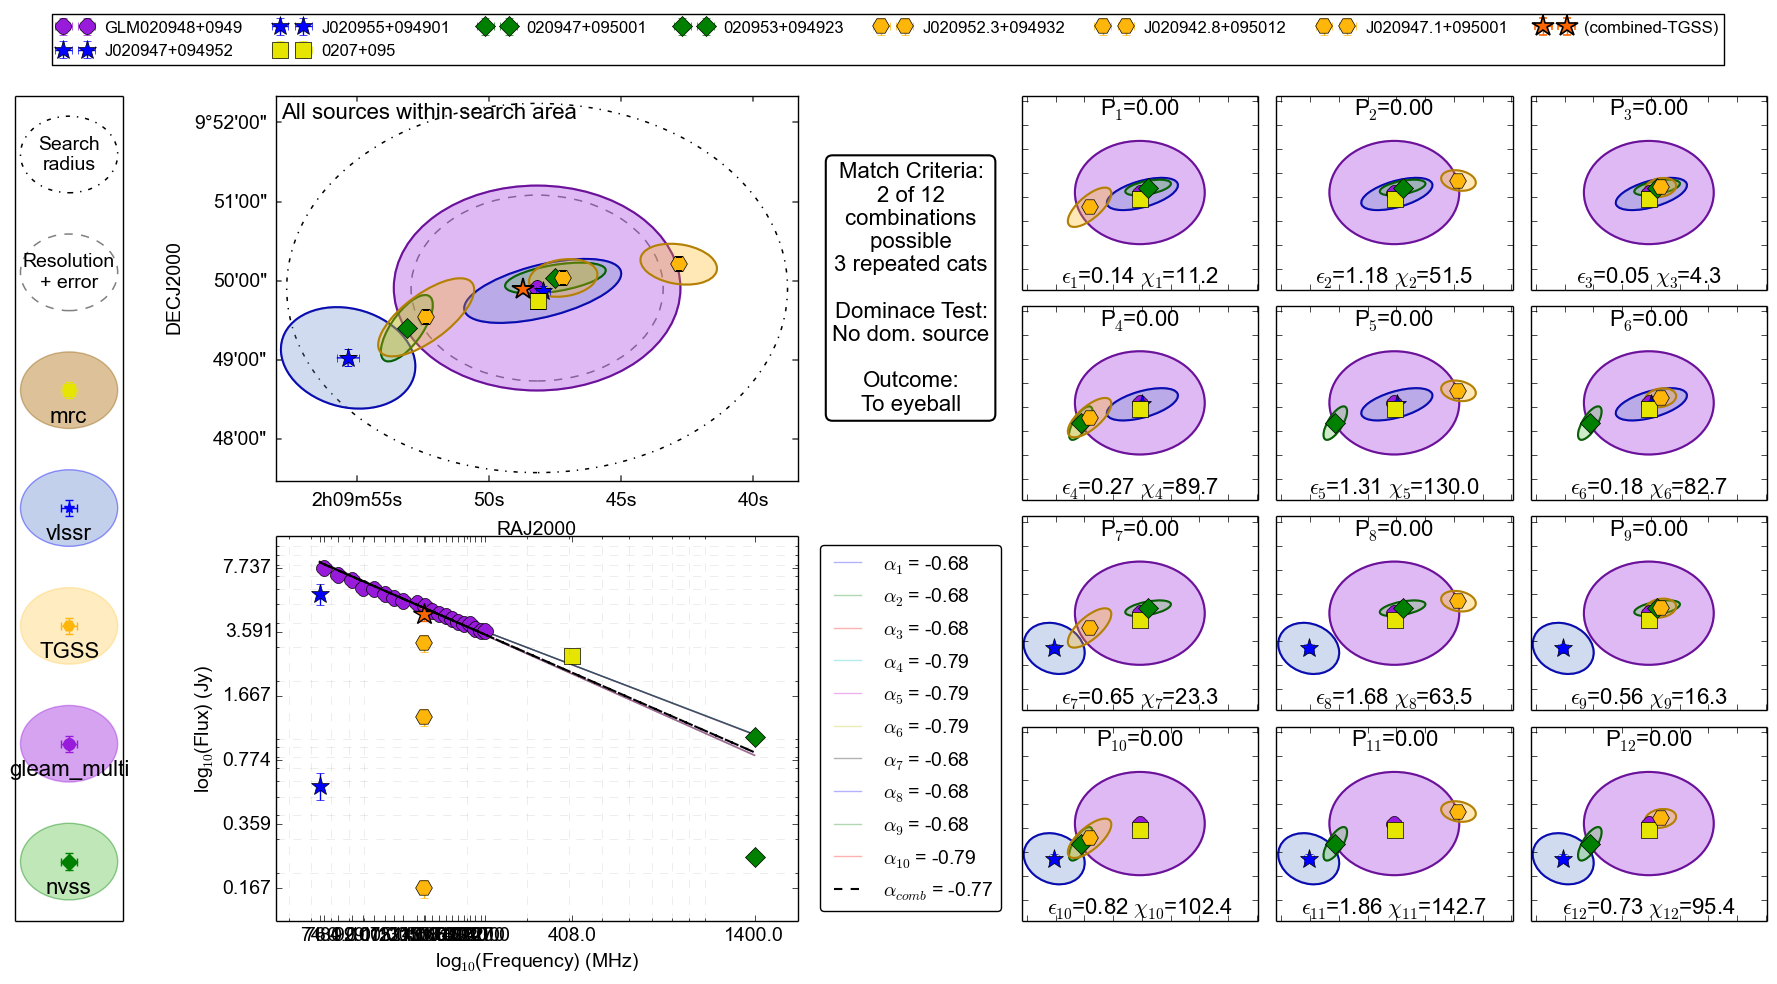 GLM020948+0949 J020955+094901 020947+095001 020953+094923 J020952.3+094932 J020942.8+095012 J020947.1+095001 (combined-TGSS)
J020947+094952 0207+095
Search
radius
Resolution
+ error
mrc
vlssr
TGSS
gleam_multi
nvss
All sources within search area
9°52'00"
51'00"
50'00"
49'00"
48'00"
DECJ2000
2h09m55s 50s 45s 40s
RAJ2000
Match Criteria:
2 of 12
combinations
possible
3 repeated cats
Dominace Test:
No dom. source
Outcome:
To eyeball
7.737
3.591
1.667
0.774
0.359
0.167
log10(Flux) (Jy)
408.0 1400.0
log10(Frequency) (MHz)
α1 = -0.68
α2 = -0.68
α3 = -0.68
α4 = -0.79
α5 = -0.79
α6 = -0.79
α7 = -0.68
α8 = -0.68
α9 = -0.68
α10 = -0.79
αcomb = -0.77
P1=0.00 P2=0.00 P3=0.00
ϵ1=0.14 χ1=11.2 ϵ2=1.18 χ2=51.5 ϵ3=0.05 χ3=4.3
P4=0.00 P5=0.00 P6=0.00
ϵ4=0.27 χ4=89.7 ϵ5=1.31 χ5=130.0 ϵ6=0.18 χ6=82.7
P7=0.00 P8=0.00 P9=0.00
ϵ7=0.65 χ7=23.3 ϵ8=1.68 χ8=63.5 ϵ9=0.56 χ9=16.3
P10=0.00 P11=0.00 P12=0.00
ϵ10=0.82 χ10=102.4 ϵ11=1.86 χ11=142.7 ϵ12=0.73 χ12=95.4